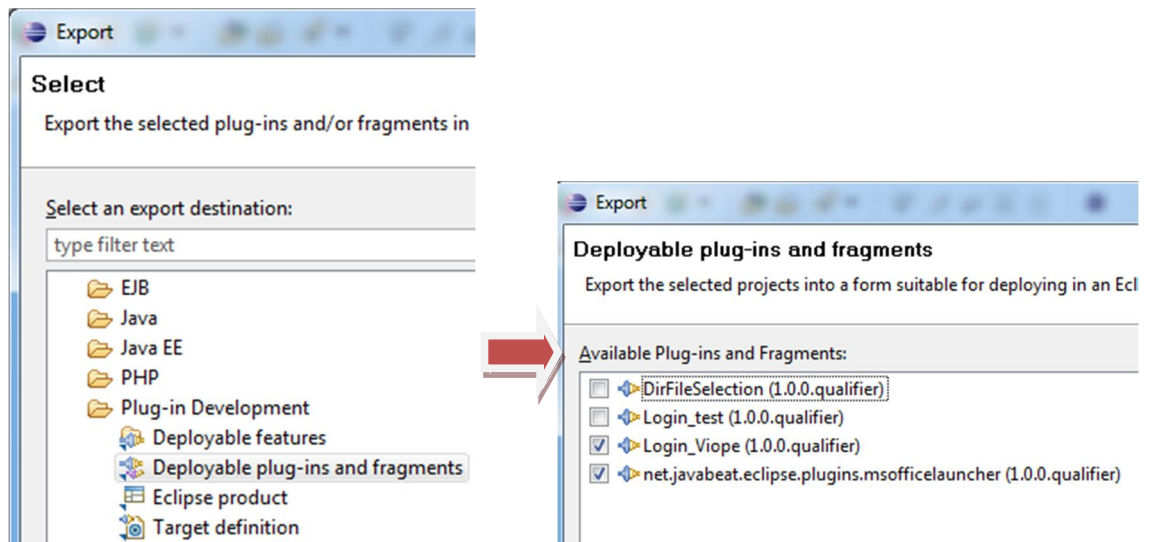 Export
Select
Export the selected plug-ins and/or fragments in
Select an export destination:
type filter text
EJB
Java
Java EE
PHP
Plug-in Development
Deployable features
Deployable plug-ins and fragments
Eclipse product
Target definition
Export
Deployable plug-ins and fragments
Export the selected projects into a form suitable for deploying in an Ecl
Available Plug-ins and Fragments:
DirFileSelection (1.0.0.qualifier)
Login_test (1.0.0.qualifier)
Login_Viope (1.0.0.qualifier)
net.javabeat.eclipse.plugins.msofficelauncher (1.0.0.qualifier)